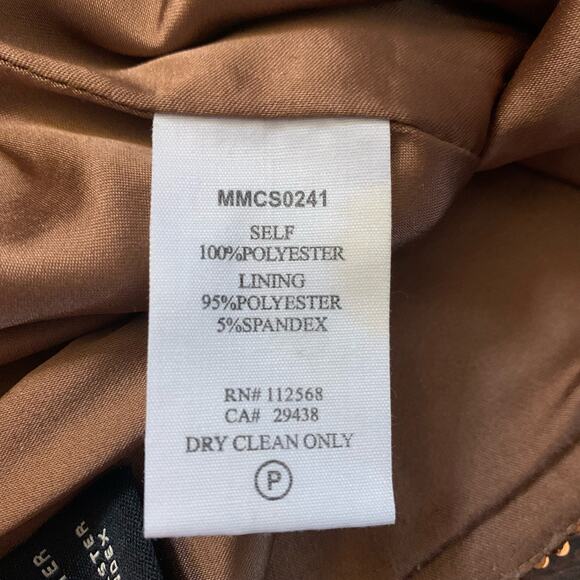 MMCS0241
SELF
100%POLYESTER
LINING
95%POLYESTER
5%SPANDEX
RN# 112568
CA# 29438
DRY CLEAN ONLY
P